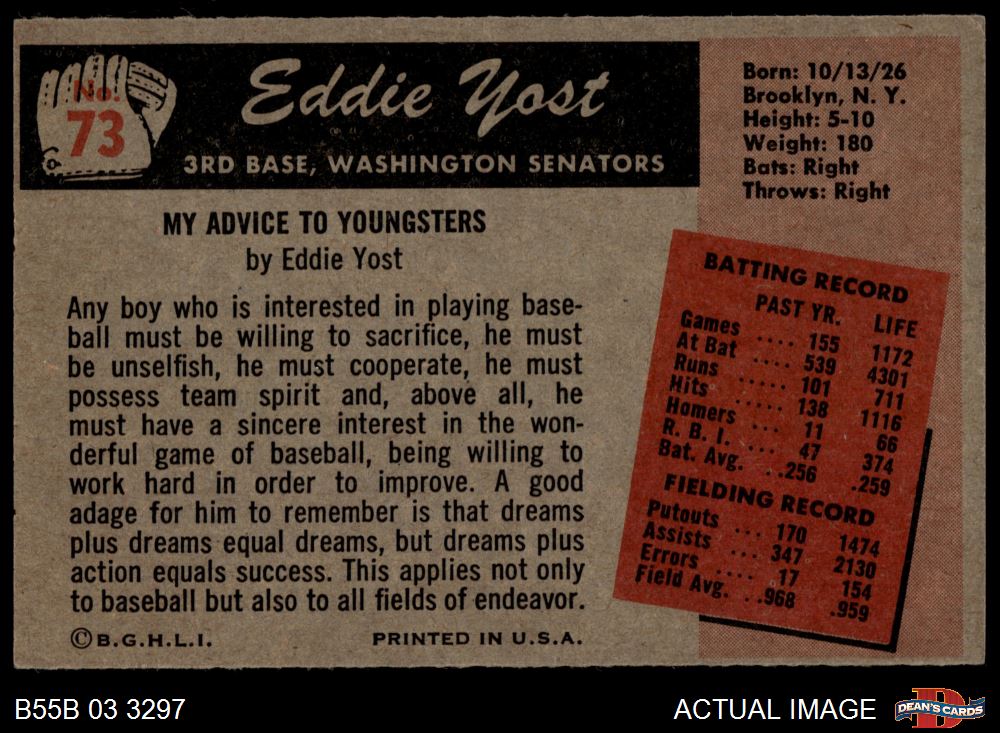 No.
73
Eddie Yost
3RD BASE, WASHINGTON SENATORS
Born: 10/13/26
Brooklyn, N. Y.
Height: 5-10
Weight: 180
Bats: Right
Throws: Right
MY ADVICE TO YOUNGSTERS
by Eddie Yost
Any boy who is interested in playing base-
ball must be willing to sacrifice, he must
be unselfish, he must cooperate, he must
possess team spirit and, above all, he
must have a sincere interest in the won-
derful game of baseball, being willing to
work hard in order to improve. A good
adage for him to remember is that dreams
plus dreams equal dreams, but dreams plus
action equals success. This applies not only
to baseball but also to all fields of endeavor.
©B.G.H.L.I. PRINTED IN U.S.A.
BATTING RECORD
PAST YR. LIFE
Games .... 155 1172
At Bat .... 539 4301
Runs ..... 101 711
Hits ..... 138 1116
Homers ... 11 66
R. B. I. ... 47 374
Bat. Avg. ..256 .259
FIELDING RECORD
Putouts ... 170 1474
Assists ... 347 2130
Errors .... 17 154
Field Avg. ..968 .959
B55B 03 3297
ACTUAL IMAGE
D
DEAN'S CARDS